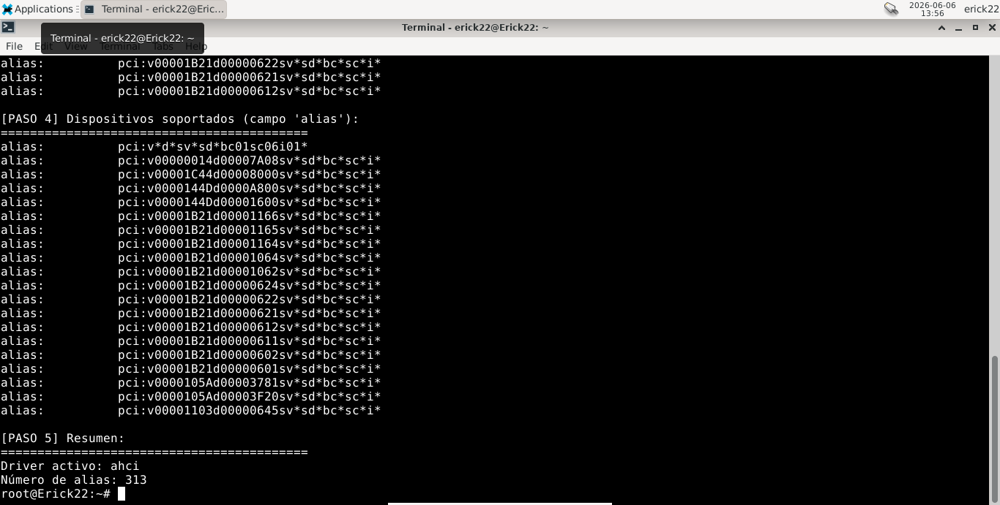 Applications
Terminal - erick22@Eric...
2026-06-06
13:56
erick22
Terminal - erick22@Erick22: ~
Terminal - erick22@Erick22: ~
File Edit View Terminal Tabs Help
alias:          pci:v00001B21d00000622sv*sd*bc*sc*i*
alias:          pci:v00001B21d00000621sv*sd*bc*sc*i*
alias:          pci:v00001B21d00000612sv*sd*bc*sc*i*
[PASO 4] Dispositivos soportados (campo 'alias'):
==========================================
alias:          pci:v*d*sv*sd*bc01sc06i01*
alias:          pci:v00000014d00007A08sv*sd*bc*sc*i*
alias:          pci:v00001C44d00008000sv*sd*bc*sc*i*
alias:          pci:v0000144Dd0000A800sv*sd*bc*sc*i*
alias:          pci:v0000144Dd00001600sv*sd*bc*sc*i*
alias:          pci:v00001B21d00001166sv*sd*bc*sc*i*
alias:          pci:v00001B21d00001165sv*sd*bc*sc*i*
alias:          pci:v00001B21d00001164sv*sd*bc*sc*i*
alias:          pci:v00001B21d00001064sv*sd*bc*sc*i*
alias:          pci:v00001B21d00001062sv*sd*bc*sc*i*
alias:          pci:v00001B21d00000624sv*sd*bc*sc*i*
alias:          pci:v00001B21d00000622sv*sd*bc*sc*i*
alias:          pci:v00001B21d00000621sv*sd*bc*sc*i*
alias:          pci:v00001B21d00000612sv*sd*bc*sc*i*
alias:          pci:v00001B21d00000611sv*sd*bc*sc*i*
alias:          pci:v00001B21d00000602sv*sd*bc*sc*i*
alias:          pci:v00001B21d00000601sv*sd*bc*sc*i*
alias:          pci:v0000105Ad00003781sv*sd*bc*sc*i*
alias:          pci:v0000105Ad00003F20sv*sd*bc*sc*i*
alias:          pci:v00001103d00000645sv*sd*bc*sc*i*
[PASO 5] Resumen:
==========================================
Driver activo: ahci
Número de alias: 313
root@Erick22:~#